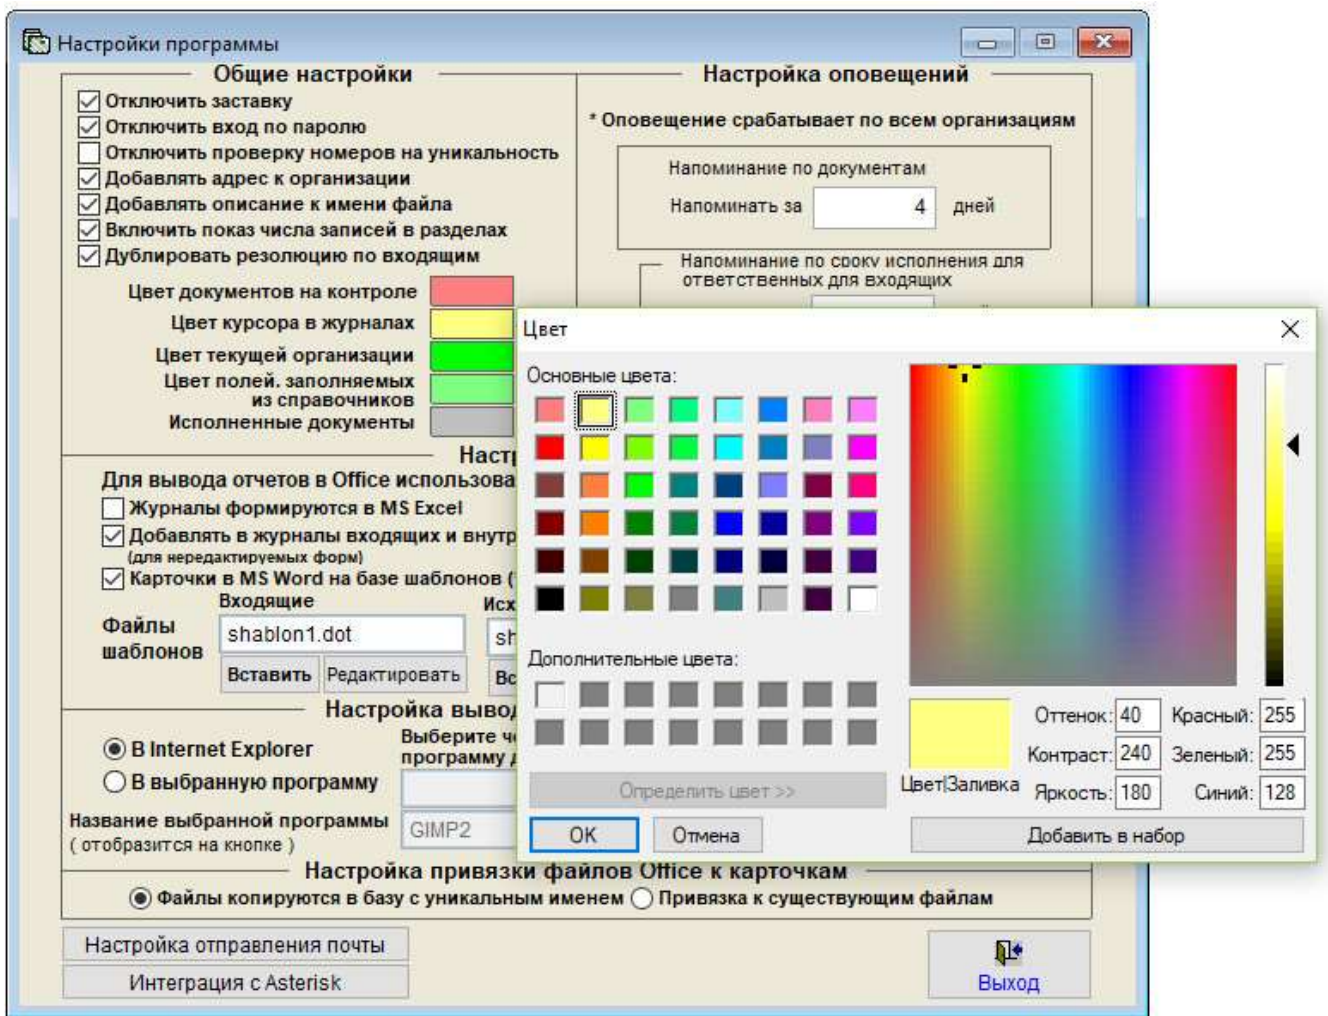 Настройки программы
Общие настройки
Отключить заставку
Отключить вход по паролю
Отключить проверку номеров на уникальность
Добавлять адрес к организации
Добавлять описание к имени файла
Включить показ числа записей в разделах
Дублировать резолюцию по входящим
Цвет документов на контроле
Цвет курсора в журналах
Цвет текущей организации
Цвет полей. заполняемых
из справочников
Исполненные документы
Настройка оповещений
* Оповещение срабатывает по всем организациям
Напоминание по документам
Напоминать за 4 дней
Напоминание по сроку исполнения для
ответственных для входящих
Наст
Для вывода отчетов в Office использова
Журналы формируются в MS Excel
Добавлять в журналы входящих и внутр
(для нередактируемых форм)
Карточки в MS Word на базе шаблонов (
Входящие
Исх
Файлы
шаблонов
shablon1.dot
sh
Вставить
Редактировать
Вс
Настройка вывод
В Internet Explorer
В выбранную программу
Выберите
программу
Название выбранной программы
( отобразится на кнопке )
GIMP2
Настройка привязки файлов Office к карточкам
Файлы копируются в базу с уникальным именем
Привязка к существующим файлам
Настройка отправления почты
Интеграция с Asterisk
Выход
Цвет
Основные цвета:
Дополнительные цвета:
Определить цвет >>
OK
Отмена
Цвет|Заливка
Оттенок: 40
Контраст: 240
Яркость: 180
Красный: 255
Зеленый: 255
Синий: 128
Добавить в набор